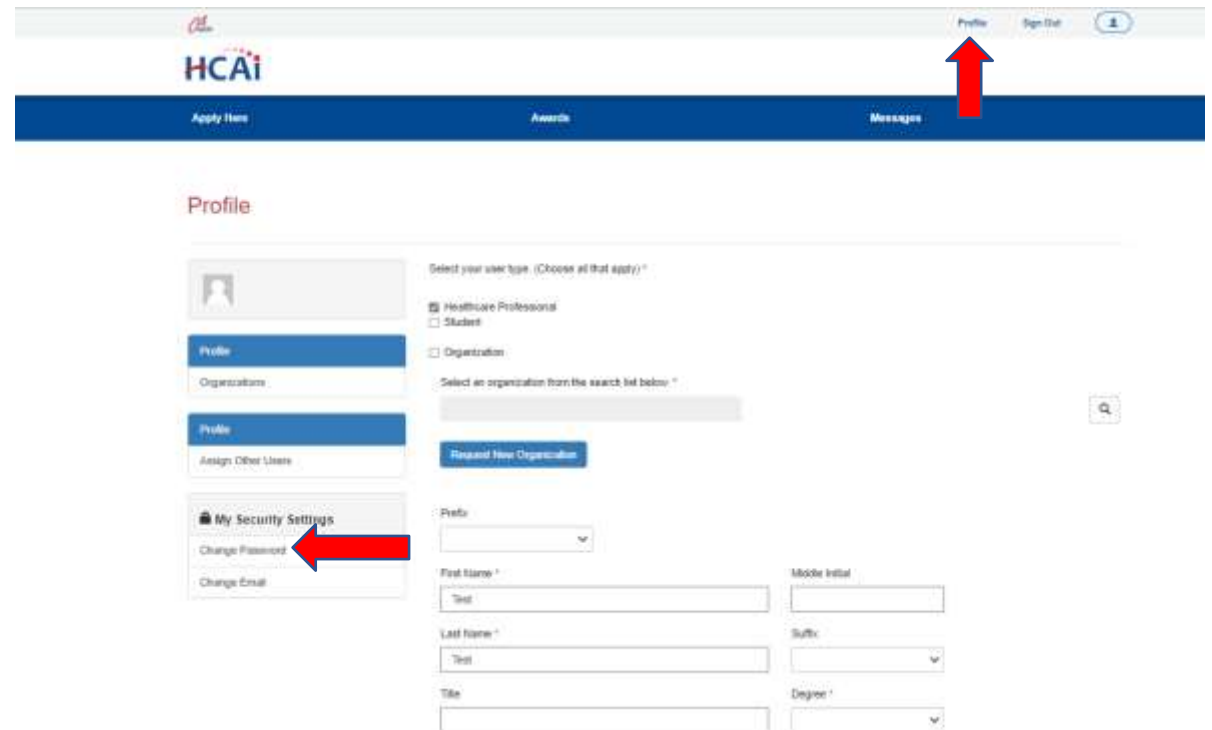 Profile Sign Out
HCAi
Apply Here Awards Messages
Profile
Select your user type. (Choose all that apply) *
Healthcare Professional
Student
Profile
Organization
Organizations
Select an organization from the search list below. *
Profile
Request New Organization
Assign Other Users
My Security Settings
Prefix
Change Password
Change Email
First Name * Middle Initial
Test
Last Name * Suffix
Test
Title Degree *